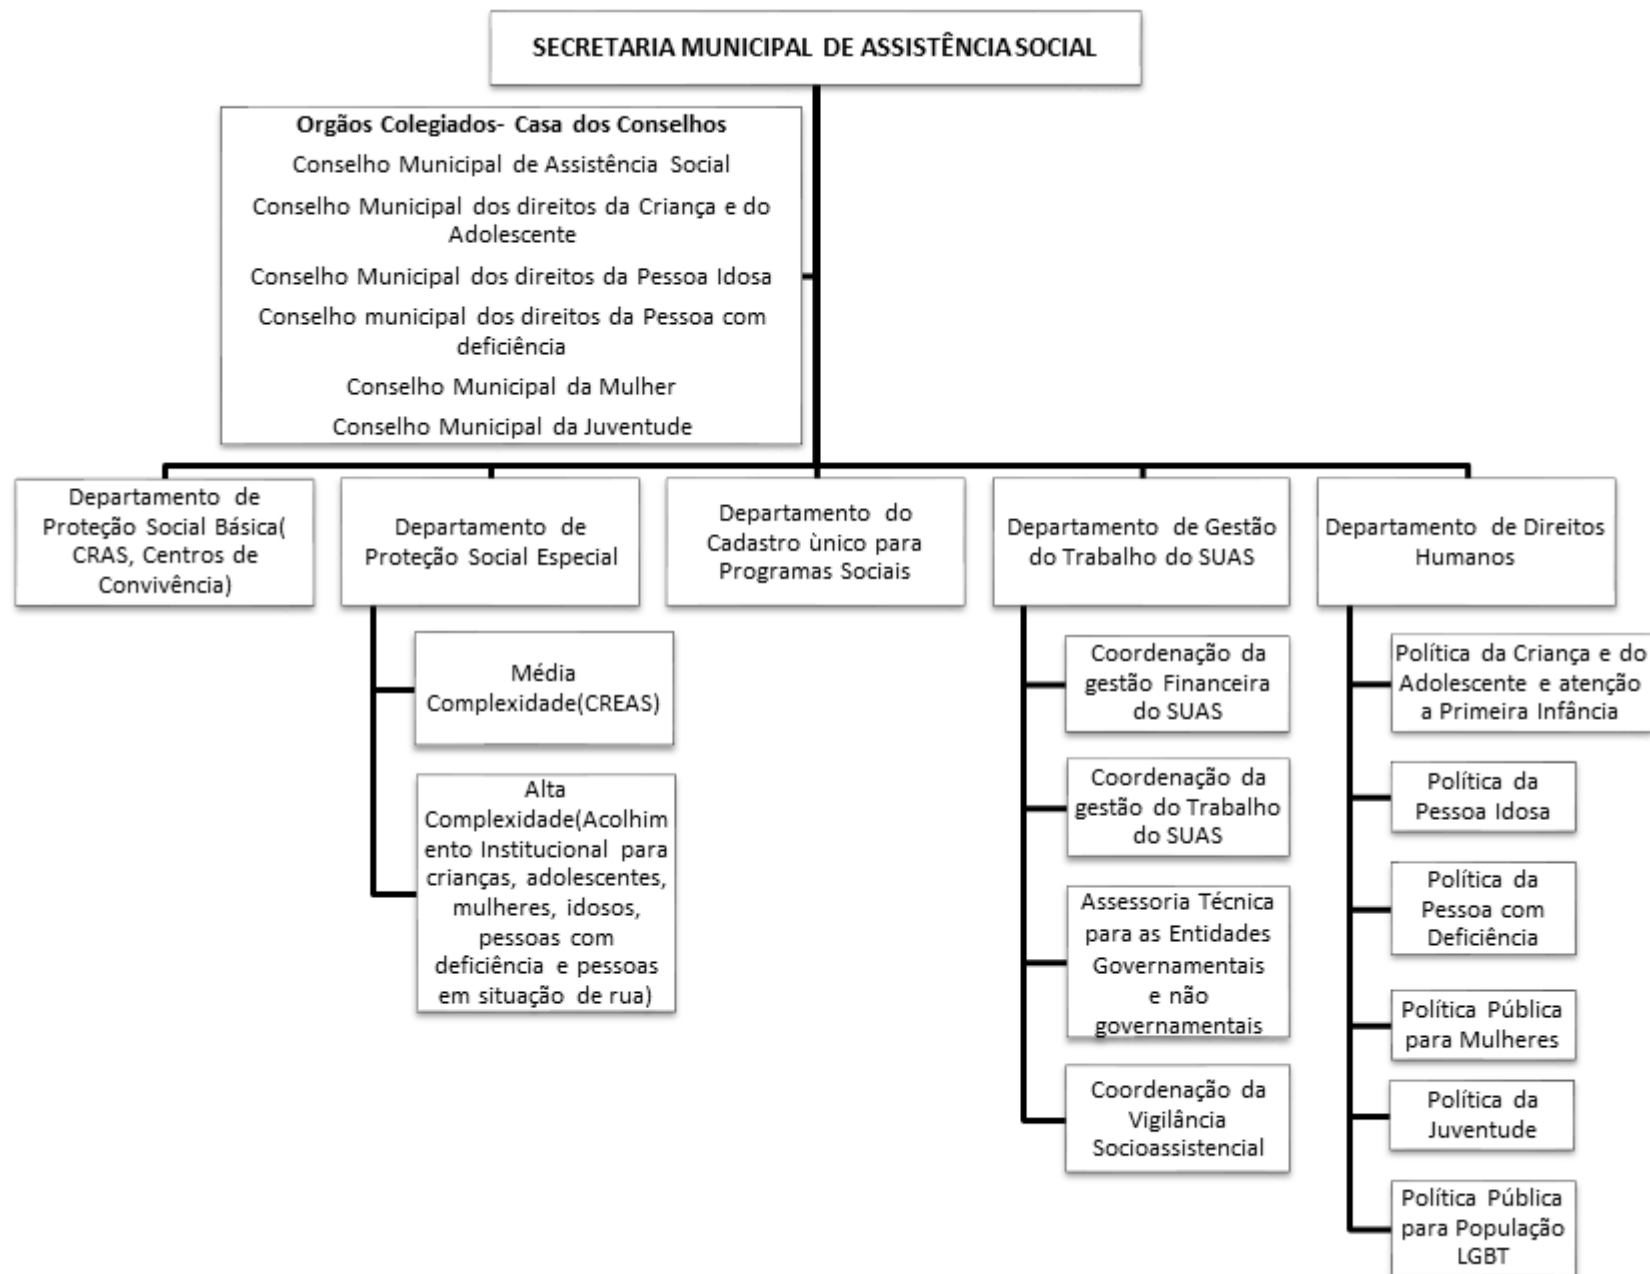 SECRETARIA MUNICIPAL DE ASSISTÊNCIA SOCIAL
Orgãos Colegiados- Casa dos Conselhos
Conselho Municipal de Assistência Social
Conselho Municipal dos direitos da Criança e do
Adolescente
Conselho Municipal dos direitos da Pessoa Idosa
Conselho municipal dos direitos da Pessoa com
deficiência
Conselho Municipal da Mulher
Conselho Municipal da Juventude
Departamento de
Proteção Social Básica(
CRAS, Centros de
Convivência)
Departamento de
Proteção Social Especial
Média
Complexidade(CREAS)
Alta
Complexidade(Acolhim
ento Institucional para
crianças, adolescentes,
mulheres, idosos,
pessoas com
deficiência e pessoas
em situação de rua)
Departamento do
Cadastro ùnico para
Programas Sociais
Departamento de Gestão
do Trabalho do SUAS
Coordenação da
gestão Financeira
do SUAS
Coordenação da
gestão do Trabalho
do SUAS
Assessoria Técnica
para as Entidades
Governamentais
e não
governamentais
Coordenação da
Vigilância
Socioassistencial
Departamento de Direitos
Humanos
Política da Criança e do
Adolescente e atenção
a Primeira Infância
Política da
Pessoa Idosa
Política da
Pessoa com
Deficiência
Política Pública
para Mulheres
Política da
Juventude
Política Pública
para População
LGBT